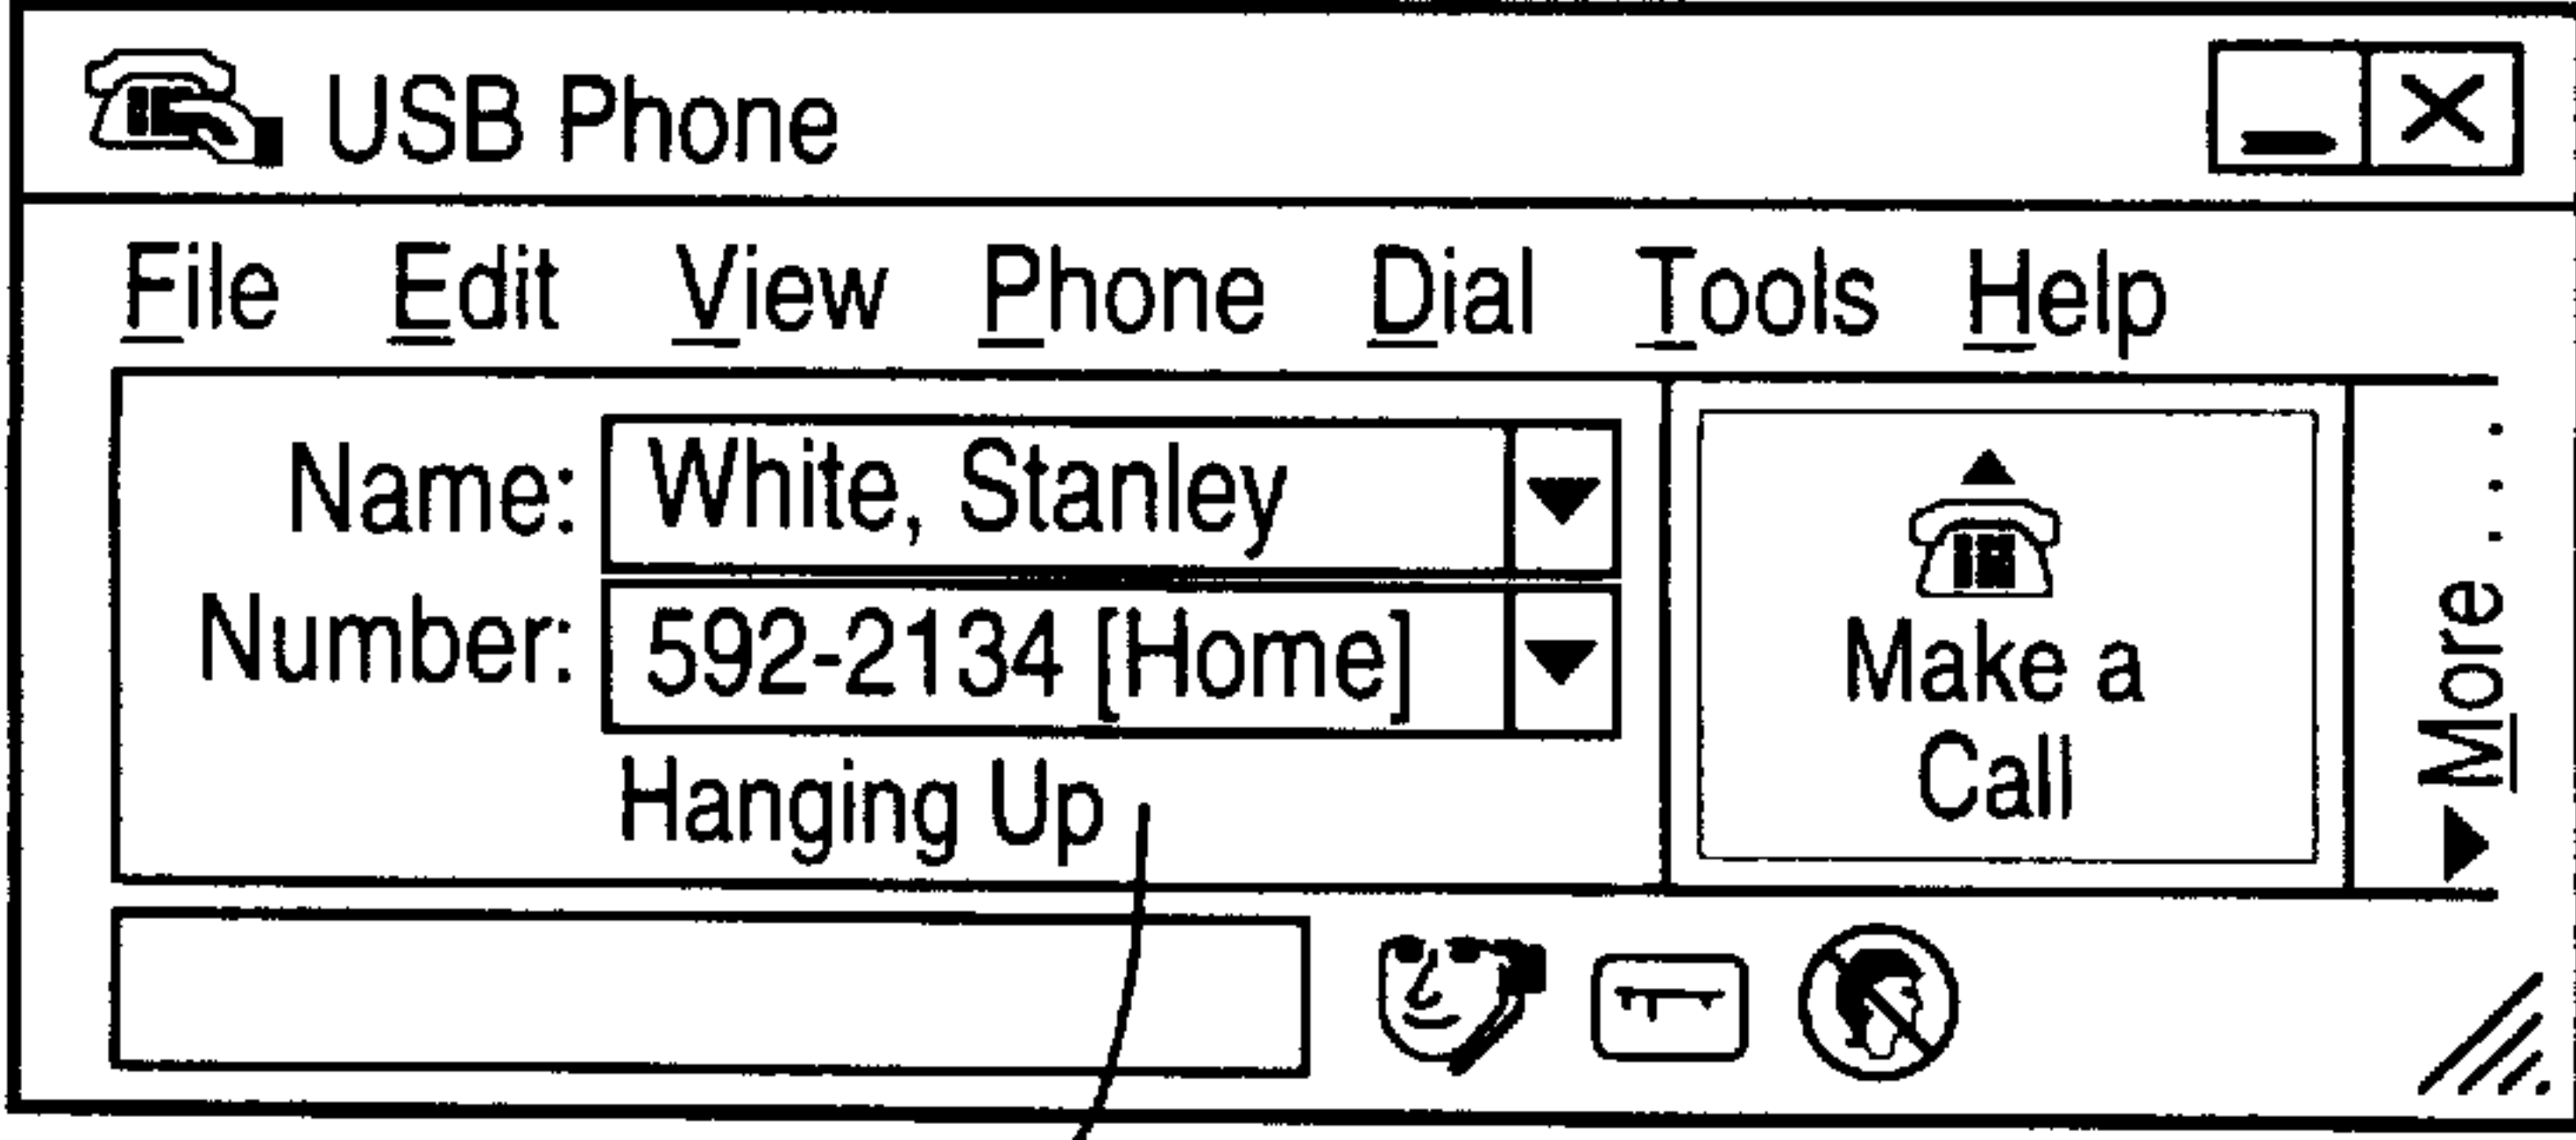 USB Phone
File Edit View Phone Dial Tools Help
Name: White, Stanley
Number: 592-2134 [Home]
Hanging Up
Make a
Call
More . . .